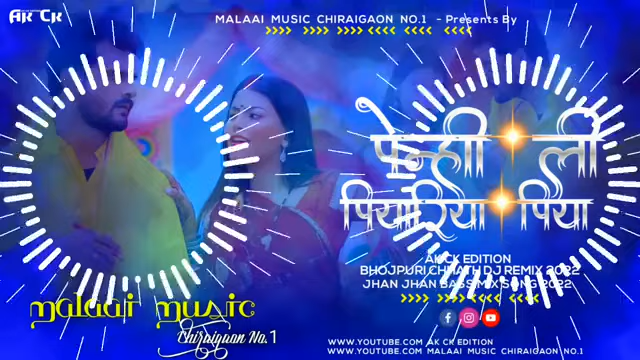 AK CK
MALAAI MUSIC CHIRAIGAON NO.1 - Presents By
पेन्ही ली
पियरिया पिया
AK CK EDITION
BHOJPURI CHHATH DJ REMIX 2022
JHAN JHAN BASS MIX SONG 2022
malaai music
Chiraigaon No.1
WWW.YOUTUBE.COM AK CK EDITION
WWW.YOUTUBE.COM MALAAI MUSIC CHIRAIGAON NO.1